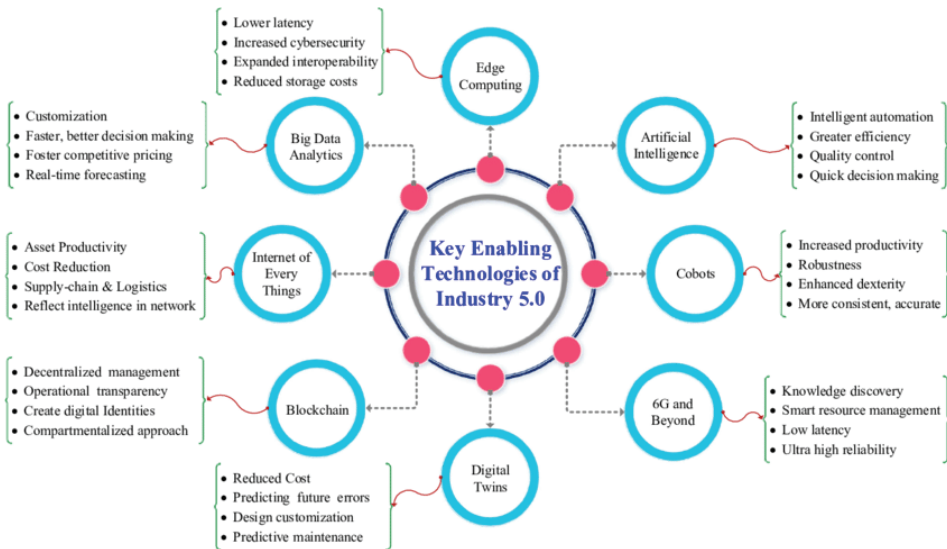 Lower latency
Increased cybersecurity
Expanded interoperability
Reduced storage costs
Edge
Computing
Customization
Faster, better decision making
Foster competitive pricing
Real-time forecasting
Big Data
Analytics
Artificial
Intelligence
Intelligent automation
Greater efficiency
Quality control
Quick decision making
Asset Productivity
Cost Reduction
Supply-chain & Logistics
Reflect intelligence in network
Internet of
Every
Things
Key Enabling
Technologies of
Industry 5.0
Cobots
Increased productivity
Robustness
Enhanced dexterity
More consistent, accurate
Decentralized management
Operational transparency
Create digital Identities
Compartmentalized approach
Blockchain
6G and
Beyond
Knowledge discovery
Smart resource management
Low latency
Ultra high reliability
Reduced Cost
Predicting future errors
Design customization
Predictive maintenance
Digital
Twins